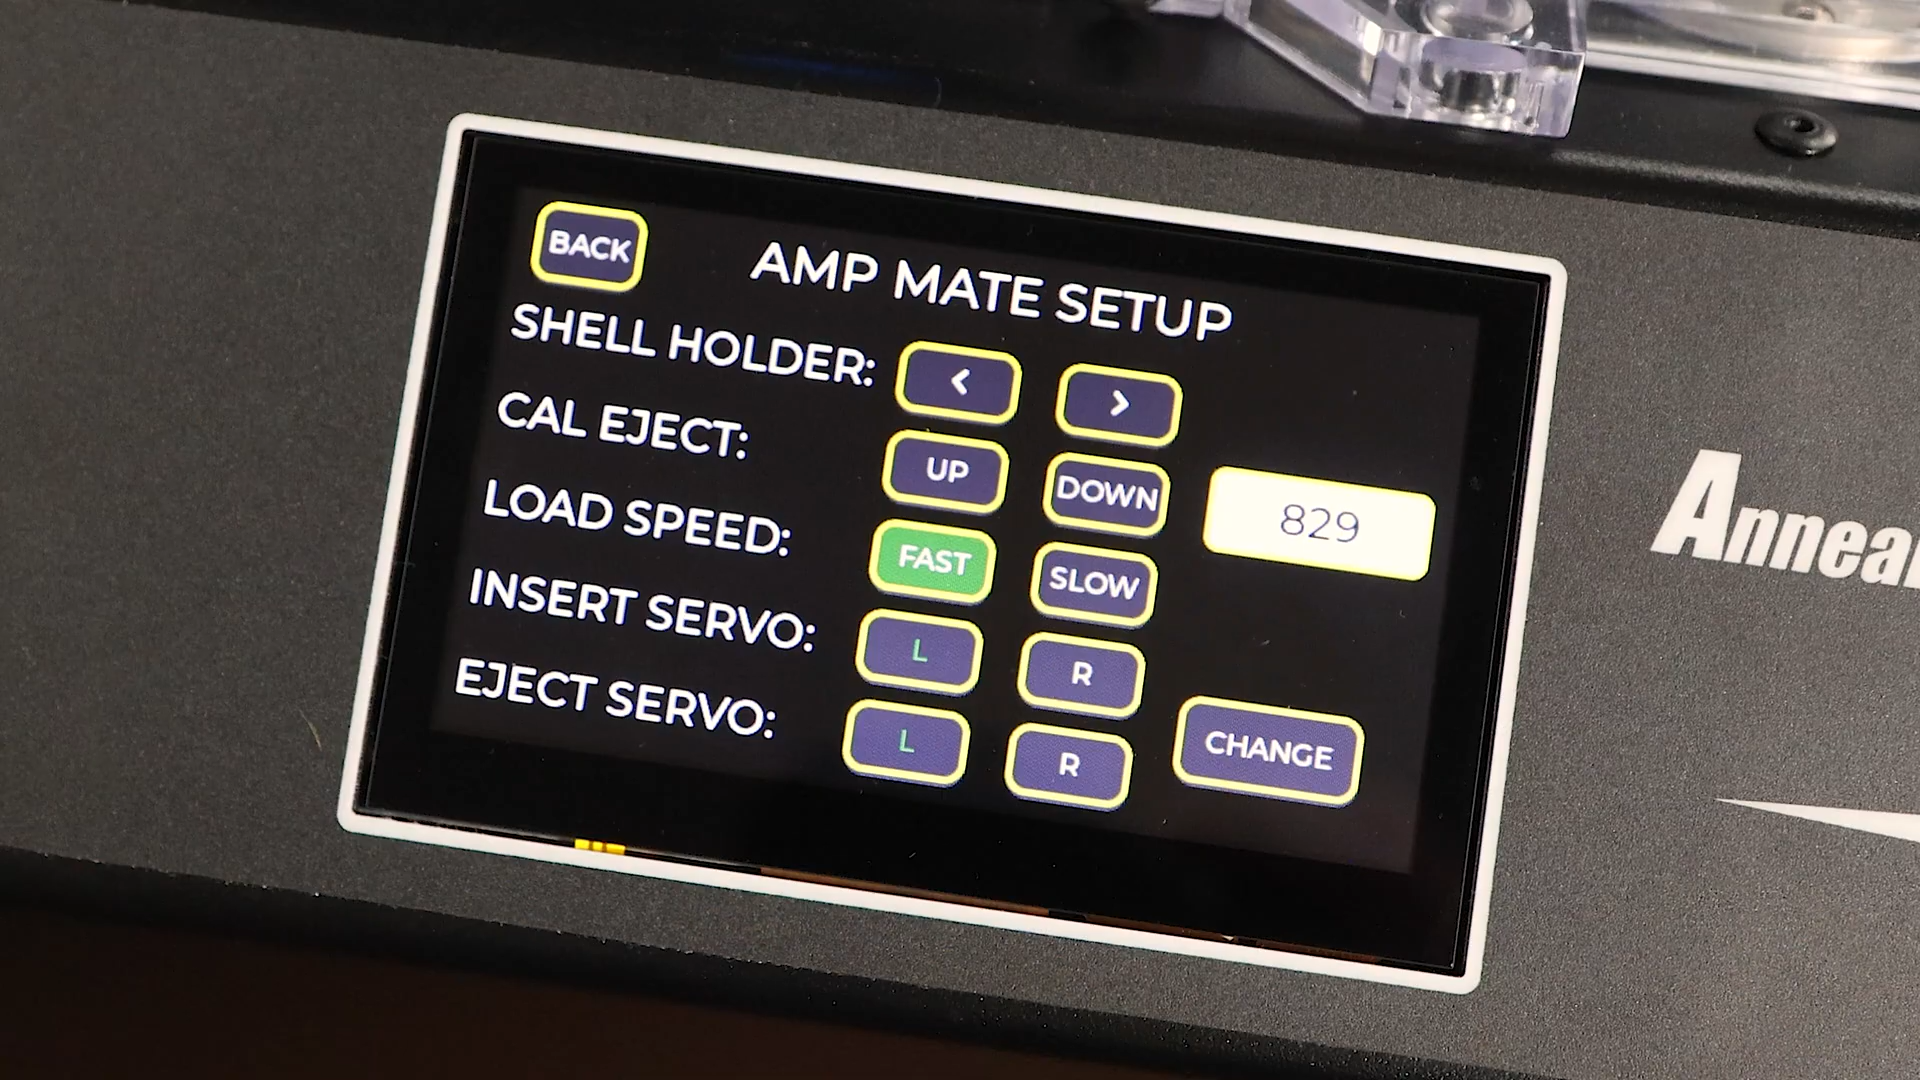 BACK
AMP MATE SETUP
SHELL HOLDER: < >
CAL EJECT: UP DOWN 829
LOAD SPEED: FAST SLOW
INSERT SERVO: L R
EJECT SERVO: L R CHANGE